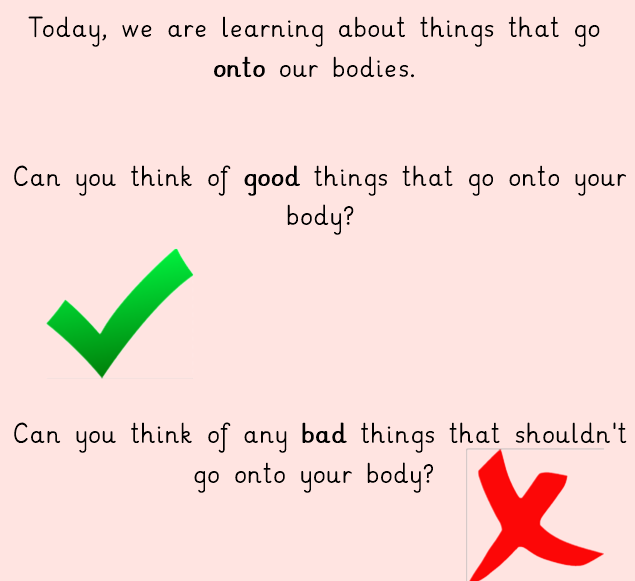 Today, we are learning about things that go
onto our bodies.
Can you think of good things that go onto your
body?
Can you think of any bad things that shouldn't
go onto your body?